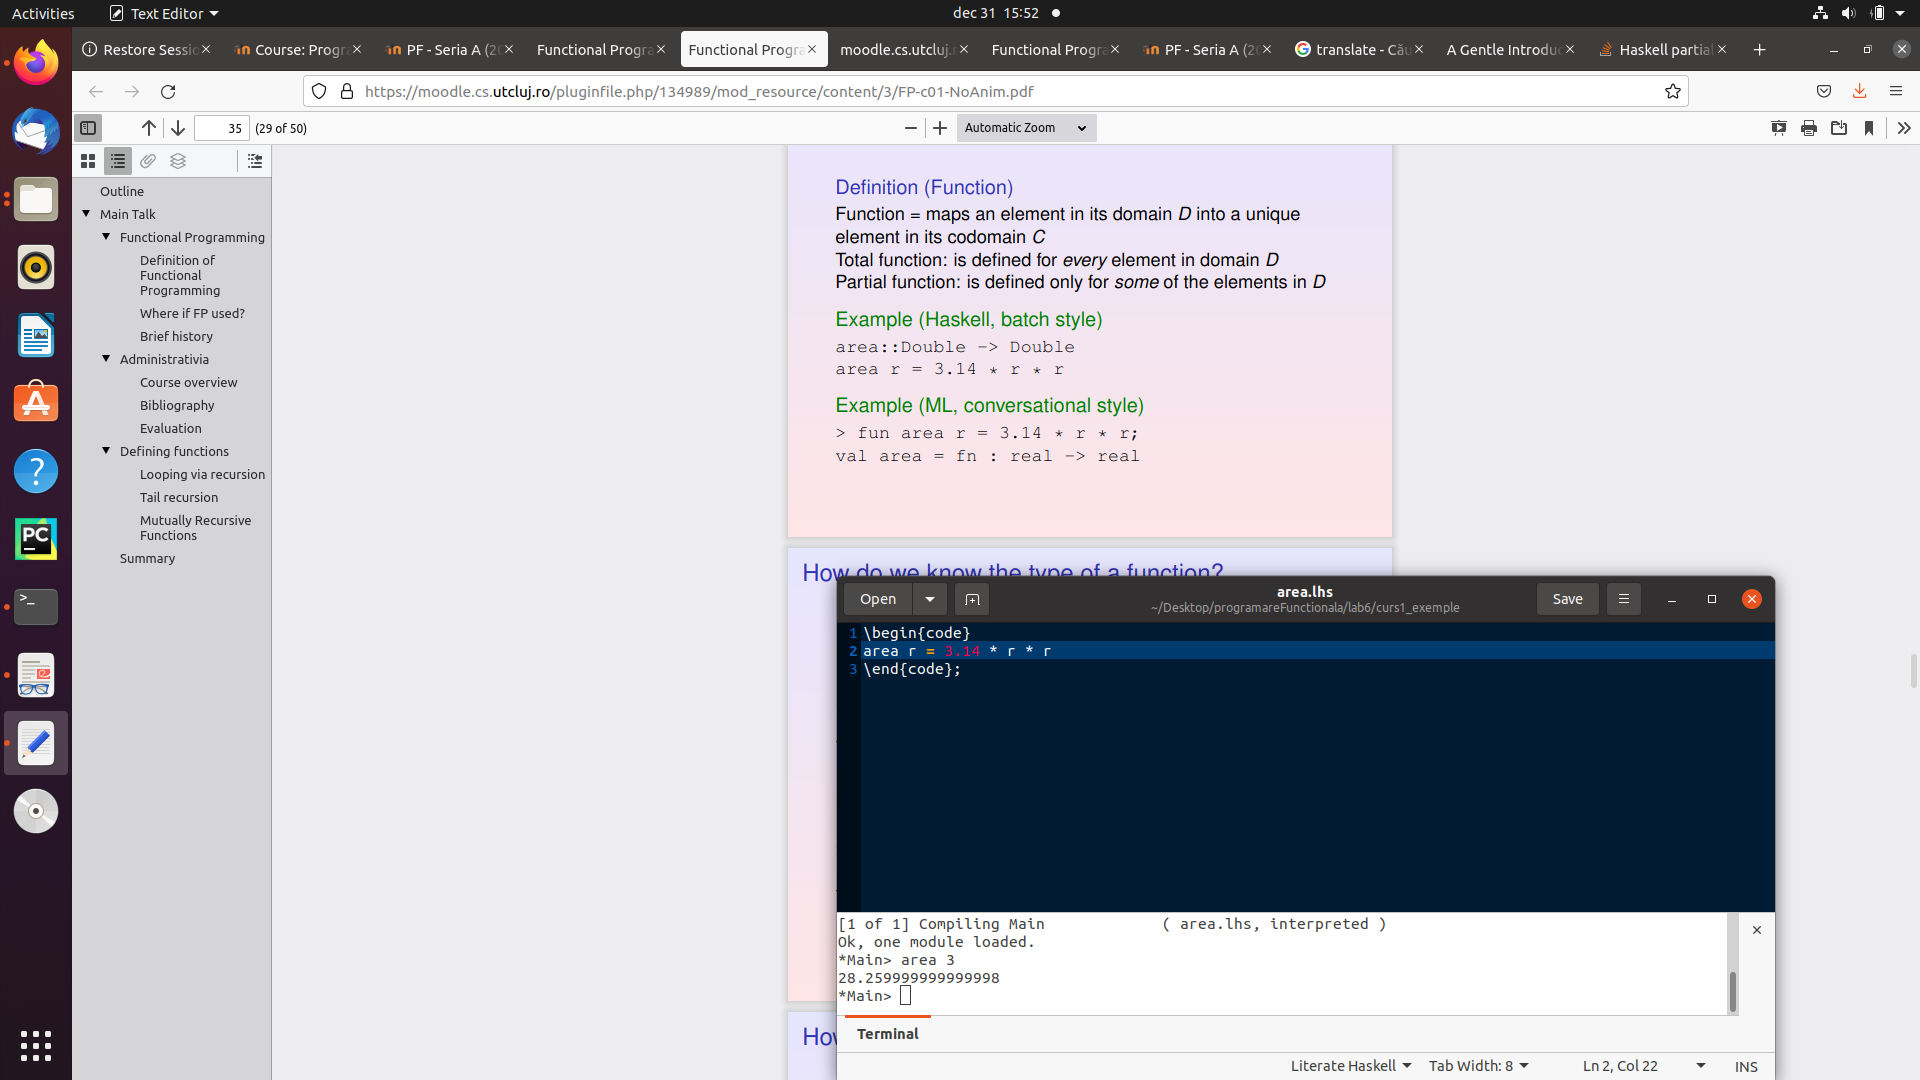 Activities
Text Editor
dec 31 15:52
Restore Sessio
Course: Progra
PF - Seria A (20
Functional Progra
Functional Progra
moodle.cs.utcluj.r
Functional Progra
PF - Seria A (20
translate - Cău
A Gentle Introduc
Haskell partial
https://moodle.cs.utcluj.ro/pluginfile.php/134989/mod_resource/content/3/FP-c01-NoAnim.pdf
35
(29 of 50)
Automatic Zoom
Outline
Main Talk
Functional Programming
Definition of
Functional
Programming
Where if FP used?
Brief history
Administrativia
Course overview
Bibliography
Evaluation
Defining functions
Looping via recursion
Tail recursion
Mutually Recursive
Functions
Summary
Definition (Function)
Function = maps an element in its domain D into a unique
element in its codomain C
Total function: is defined for every element in domain D
Partial function: is defined only for some of the elements in D
Example (Haskell, batch style)
area::Double -> Double
area r = 3.14 * r * r
Example (ML, conversational style)
> fun area r = 3.14 * r * r;
val area = fn : real -> real
How do we know the type of a function?
Open
area.lhs
~/Desktop/programareFunctionala/lab6/curs1_exemple
Save
1 \begin{code}
2 area r = 3.14 * r * r
3 \end{code};
[1 of 1] Compiling Main ( area.lhs, interpreted )
Ok, one module loaded.
*Main> area 3
28.259999999999998
*Main>
Terminal
Literate Haskell
Tab Width: 8
Ln 2, Col 22
INS